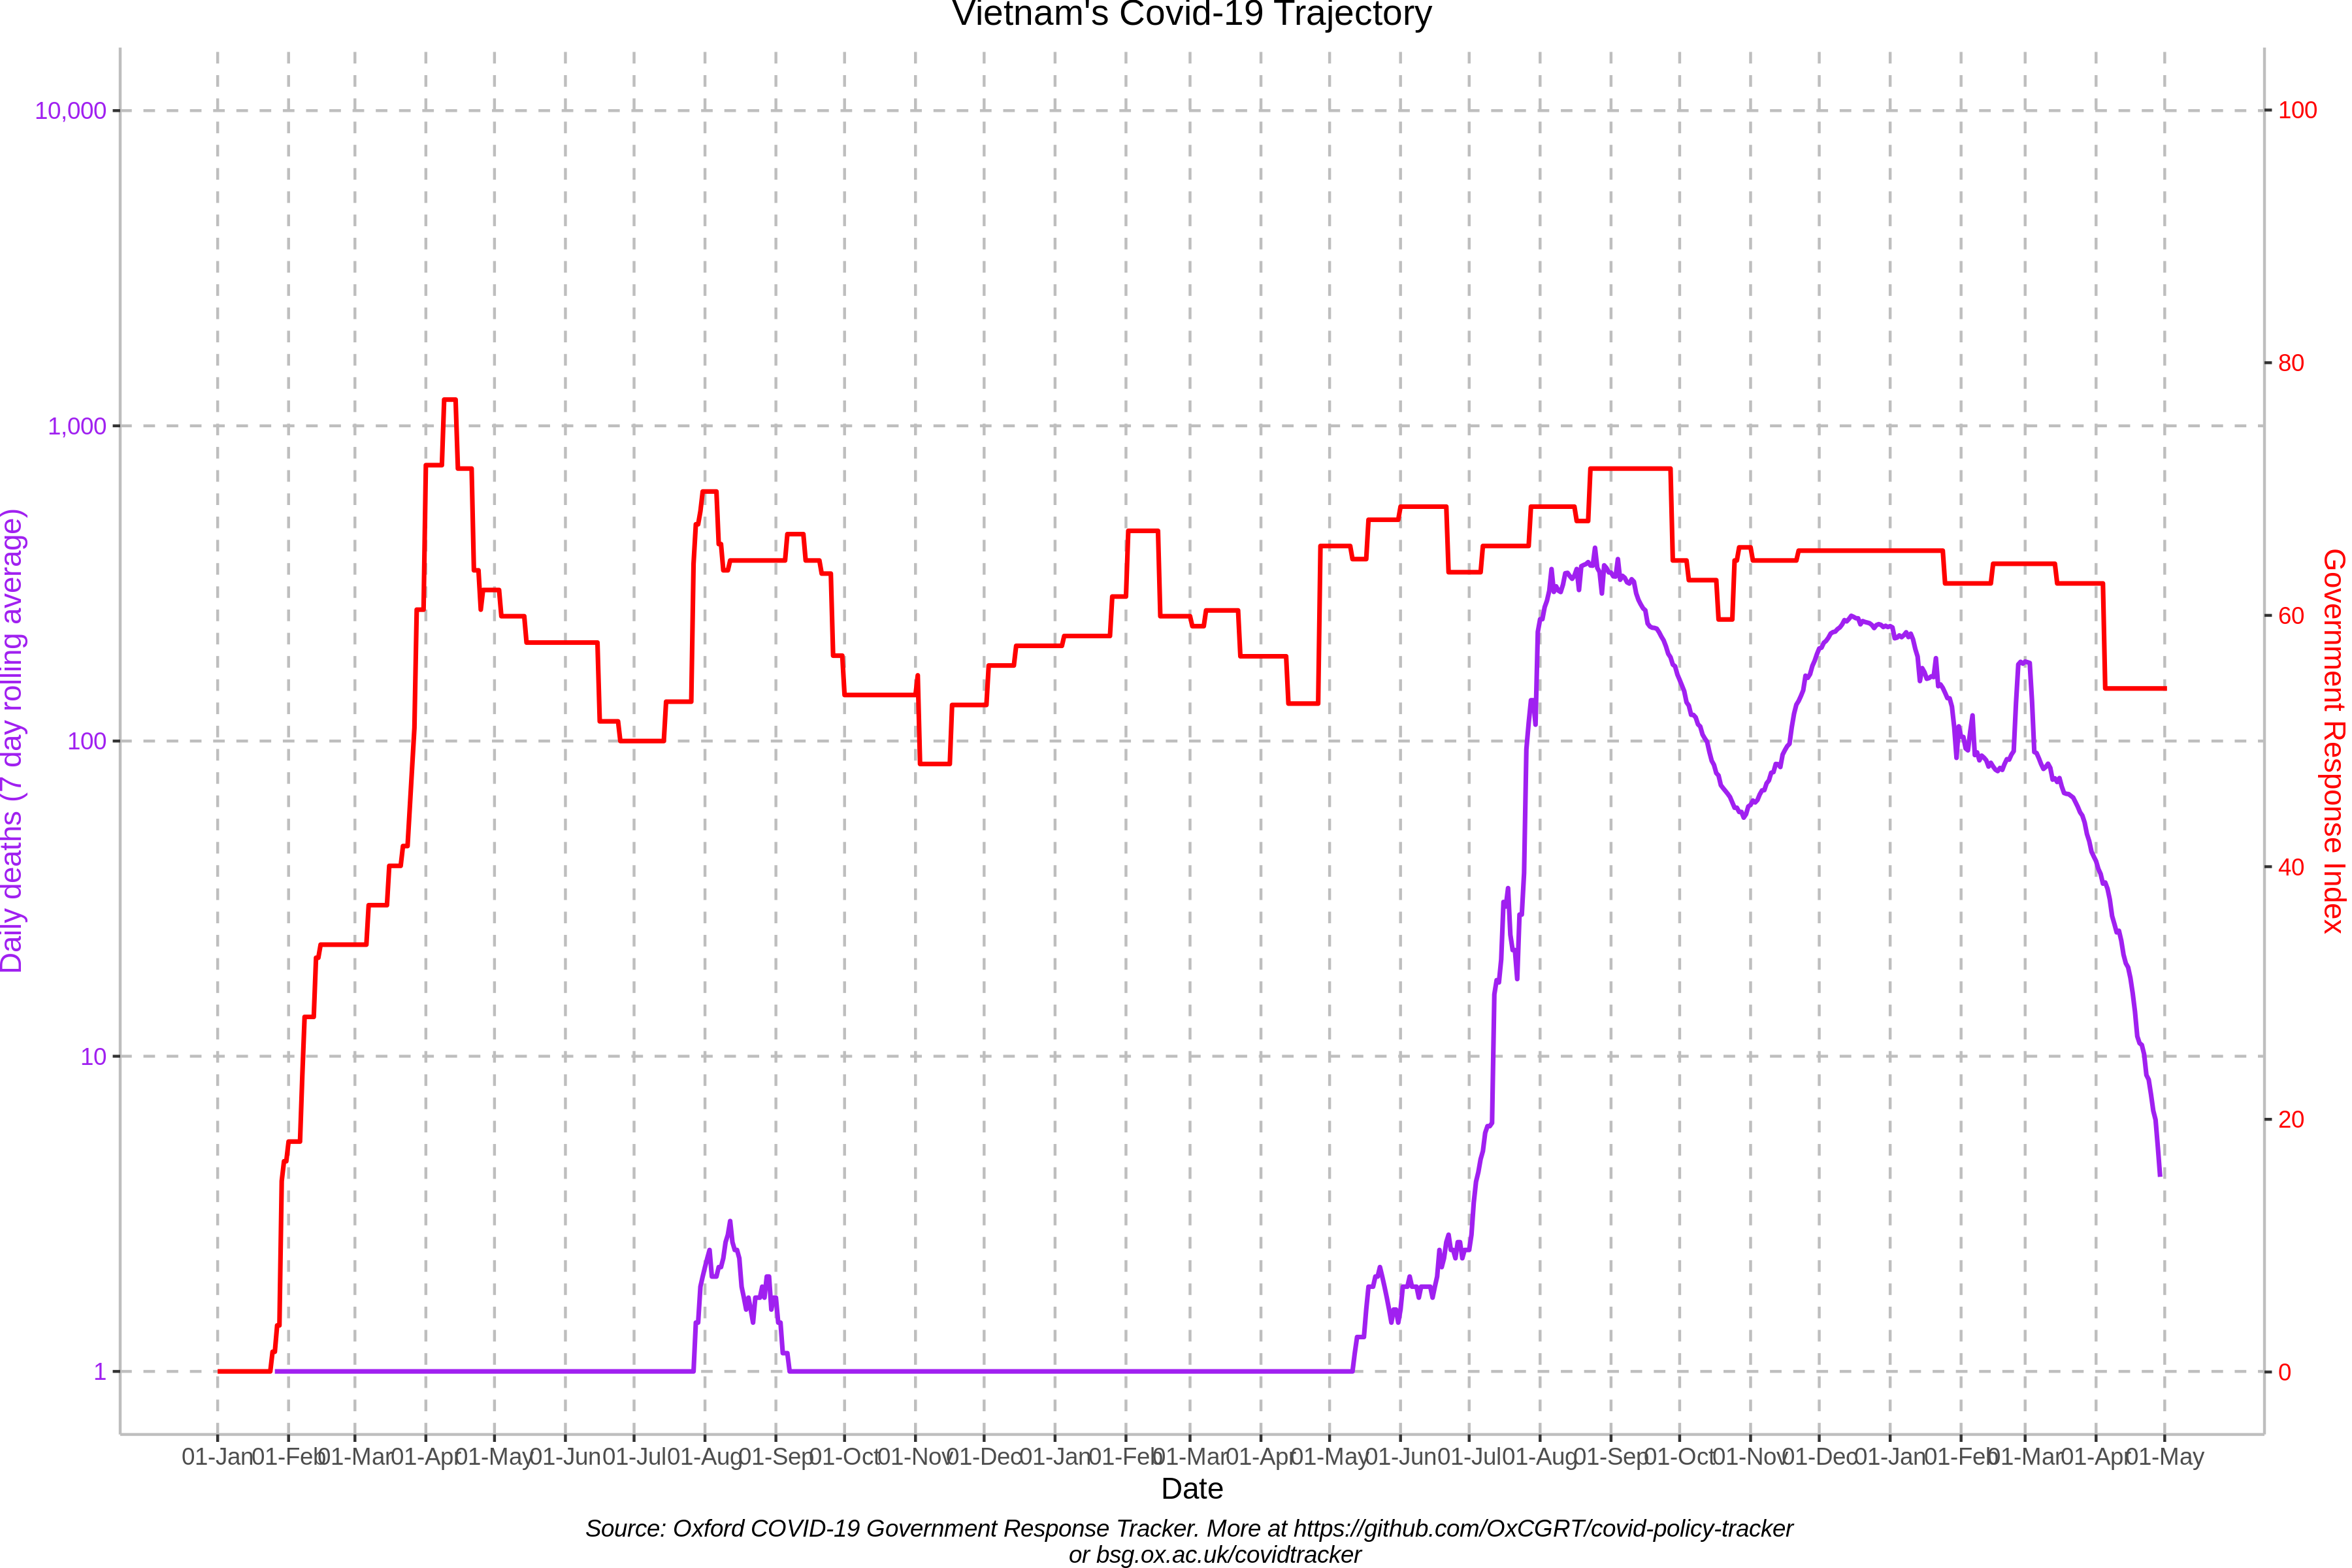 Vietnam's Covid-19 Trajectory
10,000
1,000
100
10
1
Daily deaths (7 day rolling average)
100
80
60
40
20
0
Government Response Index
01-Jan 01-Feb 01-Mar 01-Apr 01-May 01-Jun 01-Jul 01-Aug 01-Sep 01-Oct 01-Nov 01-Dec 01-Jan 01-Feb 01-Mar 01-Apr 01-May 01-Jun 01-Jul 01-Aug 01-Sep 01-Oct 01-Nov 01-Dec 01-Jan 01-Feb 01-Mar 01-Apr 01-May
Date
Source: Oxford COVID-19 Government Response Tracker. More at https://github.com/OxCGRT/covid-policy-tracker
or bsg.ox.ac.uk/covidtracker